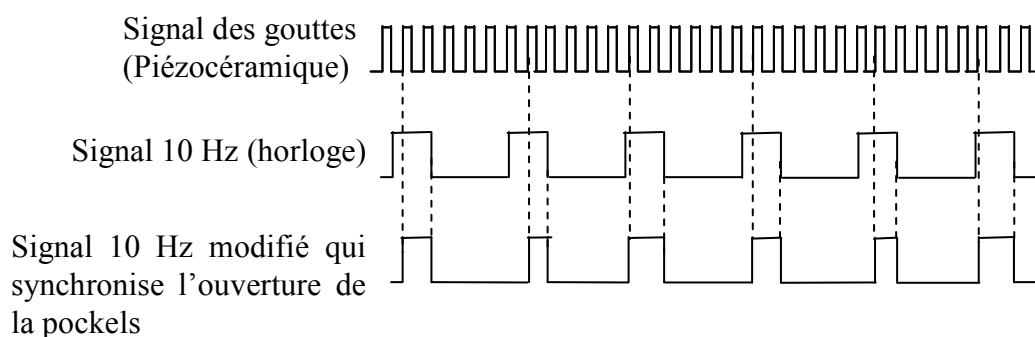 Signal des gouttes
(Piézocéramique)
Signal 10 Hz (horloge)
Signal 10 Hz modifié qui
synchronise l’ouverture de
la pockels